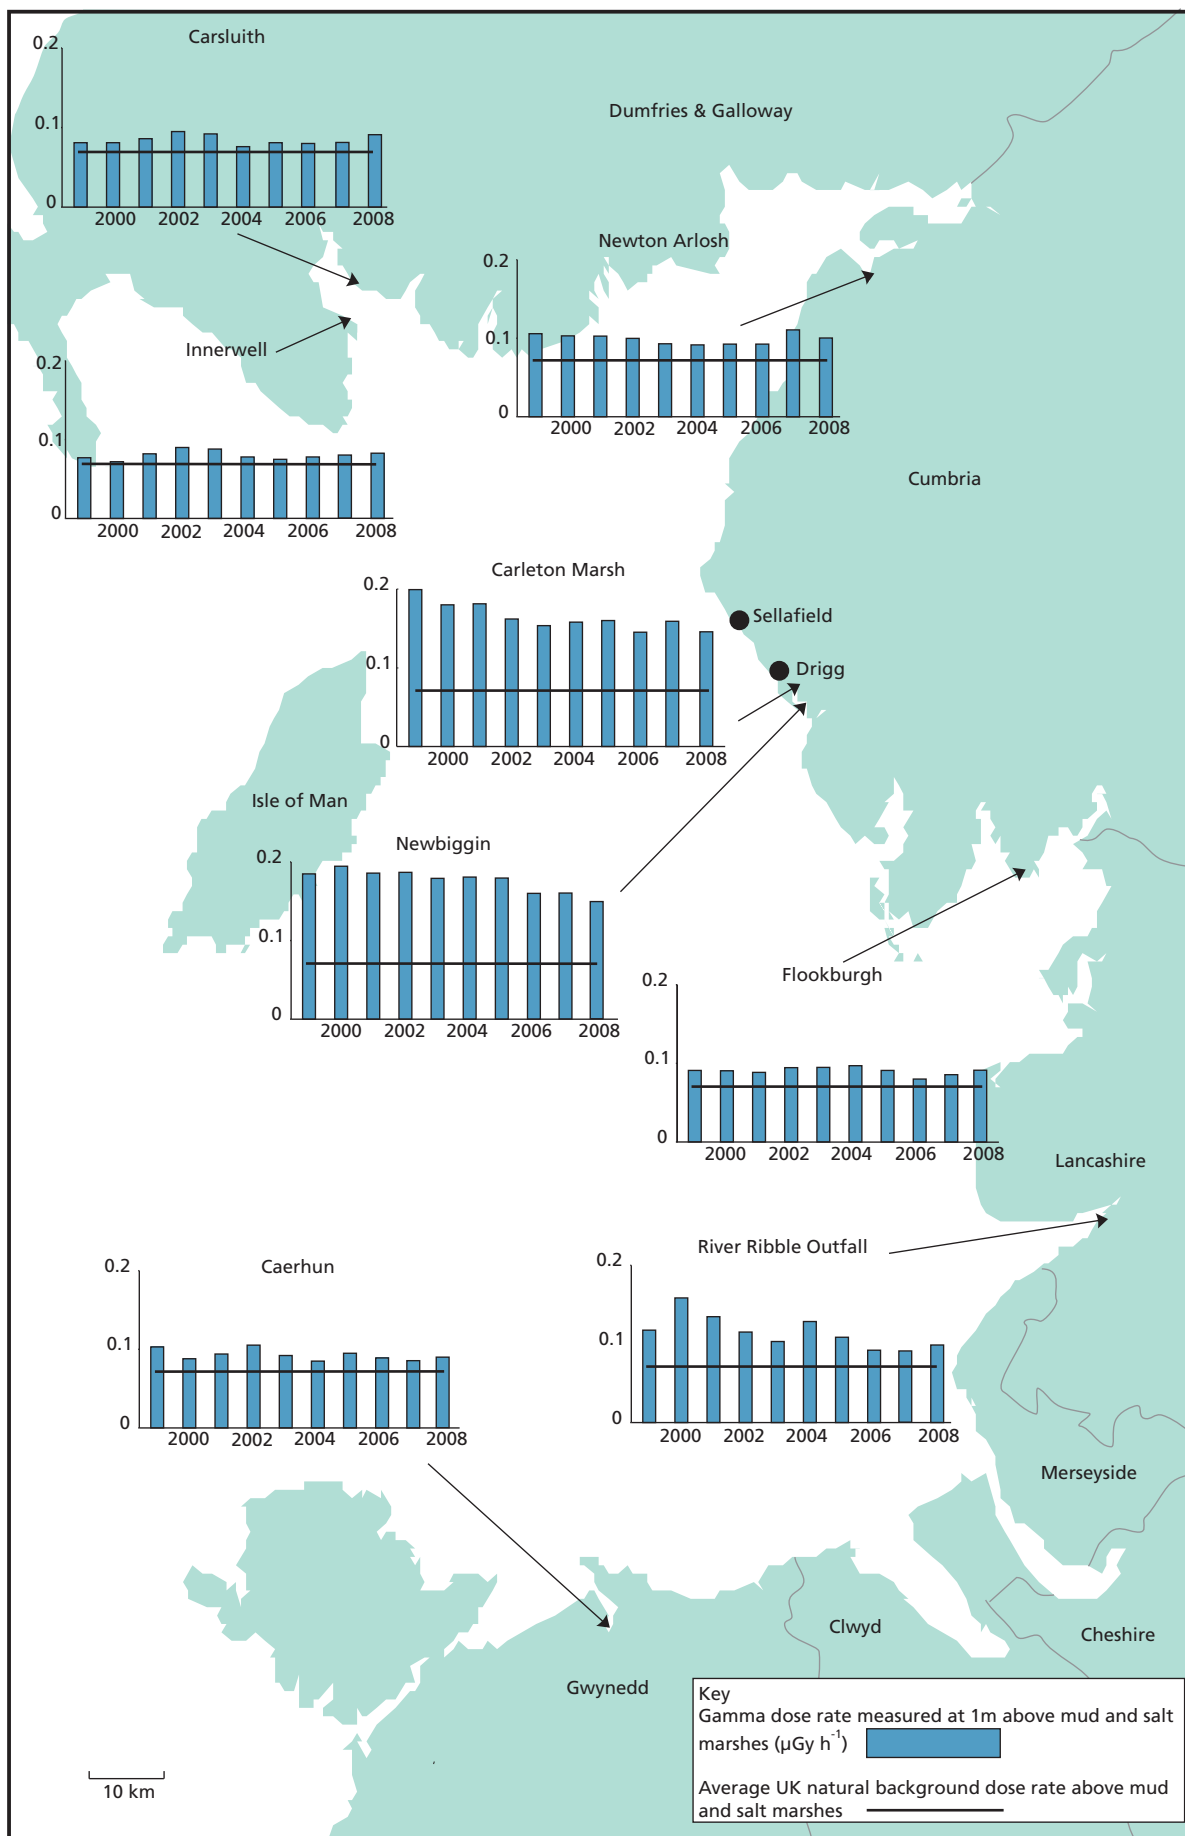 Carsluith
0.2
0.1
0
2000 2002 2004 2006 2008
Dumfries & Galloway
Newton Arlosh
0.2
0.1
0
2000 2002 2004 2006 2008
Innerwell
0.2
0.1
0
2000 2002 2004 2006 2008
Cumbria
Carleton Marsh
0.2
0.1
0
2000 2002 2004 2006 2008
Sellafield
Drigg
Isle of Man
Newbiggin
0.2
0.1
0
2000 2002 2004 2006 2008
Flookburgh
0.2
0.1
0
2000 2002 2004 2006 2008
Lancashire
River Ribble Outfall
0.2
0.1
0
2000 2002 2004 2006 2008
Caerhun
0.2
0.1
0
2000 2002 2004 2006 2008
Merseyside
Clwyd
Cheshire
Gwynedd
Key
Gamma dose rate measured at 1m above mud and salt
marshes (µGy h⁻¹)
Average UK natural background dose rate above mud
and salt marshes
10 km